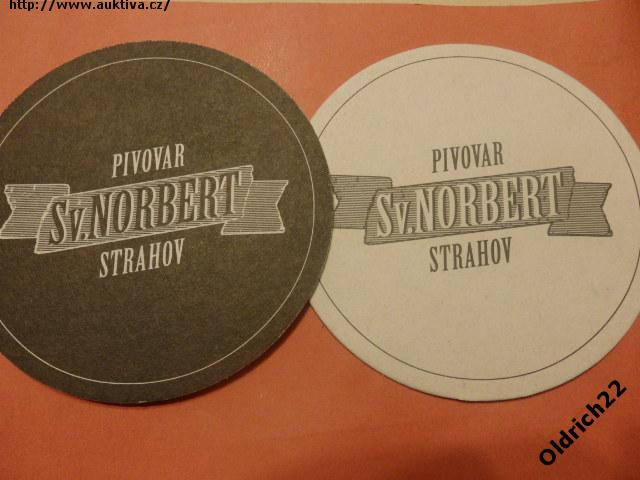 http://www.auktiva.cz/
PIVOVAR
Sv.NORBERT
STRAHOV
PIVOVAR
Sv.NORBERT
STRAHOV
Oldrich22